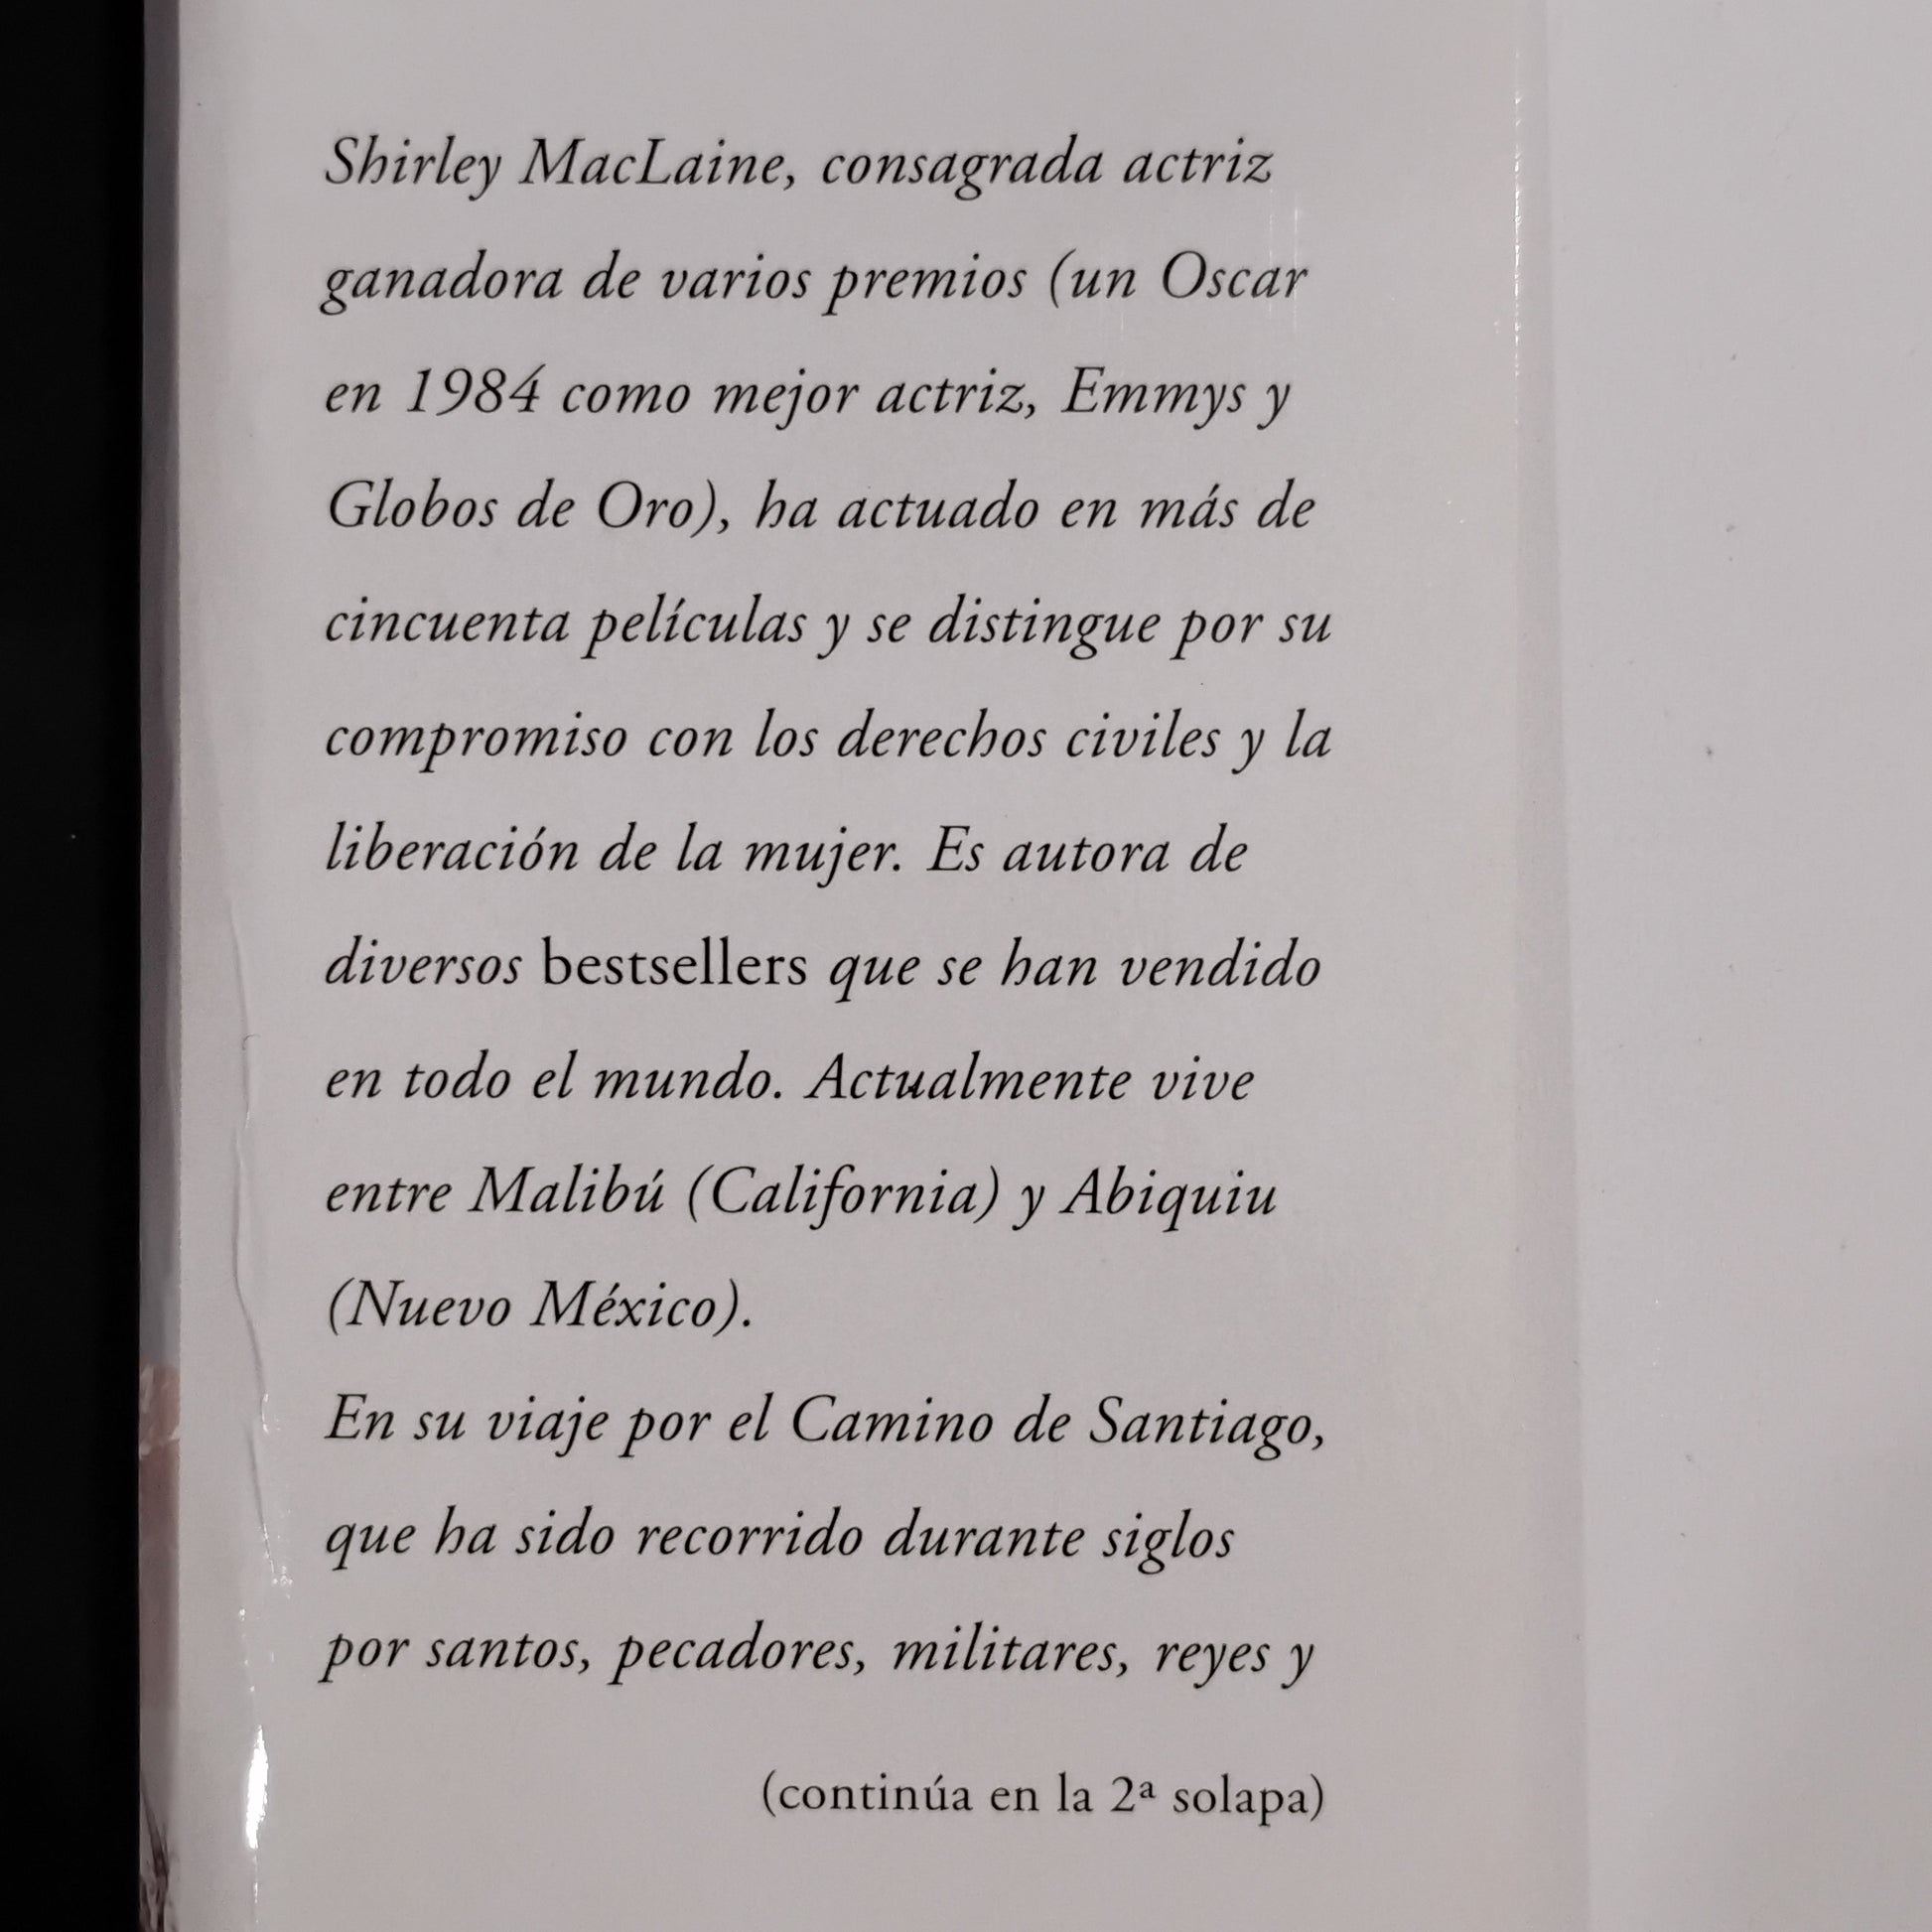 Shirley MacLaine, consagrada actriz
ganadora de varios premios (un Oscar
en 1984 como mejor actriz, Emmys y
Globos de Oro), ha actuado en más de
cincuenta películas y se distingue por su
compromiso con los derechos civiles y la
liberación de la mujer. Es autora de
diversos bestsellers que se han vendido
en todo el mundo. Actualmente vive
entre Malibú (California) y Abiquiu
(Nuevo México).
En su viaje por el Camino de Santiago,
que ha sido recorrido durante siglos
por santos, pecadores, militares, reyes y
(continúa en la 2ª solapa)